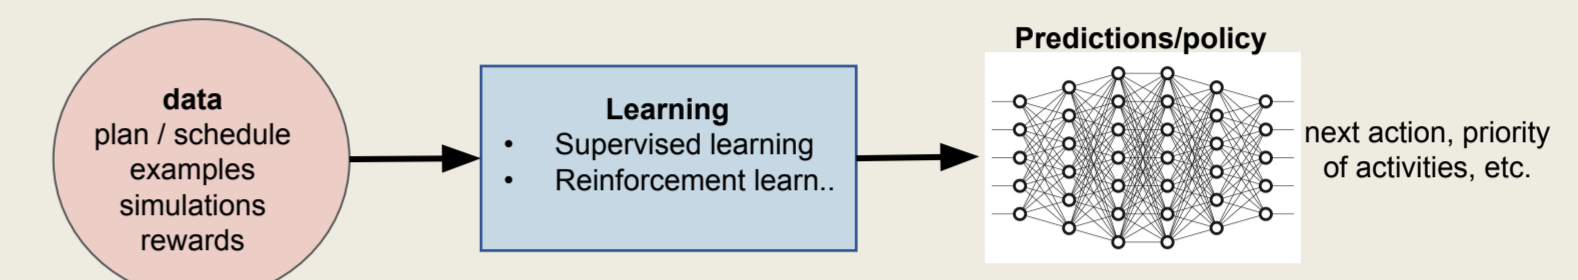 data
plan / schedule
examples
simulations
rewards
Learning
• Supervised learning
• Reinforcement learn..
Predictions/policy
next action, priority
of activities, etc.